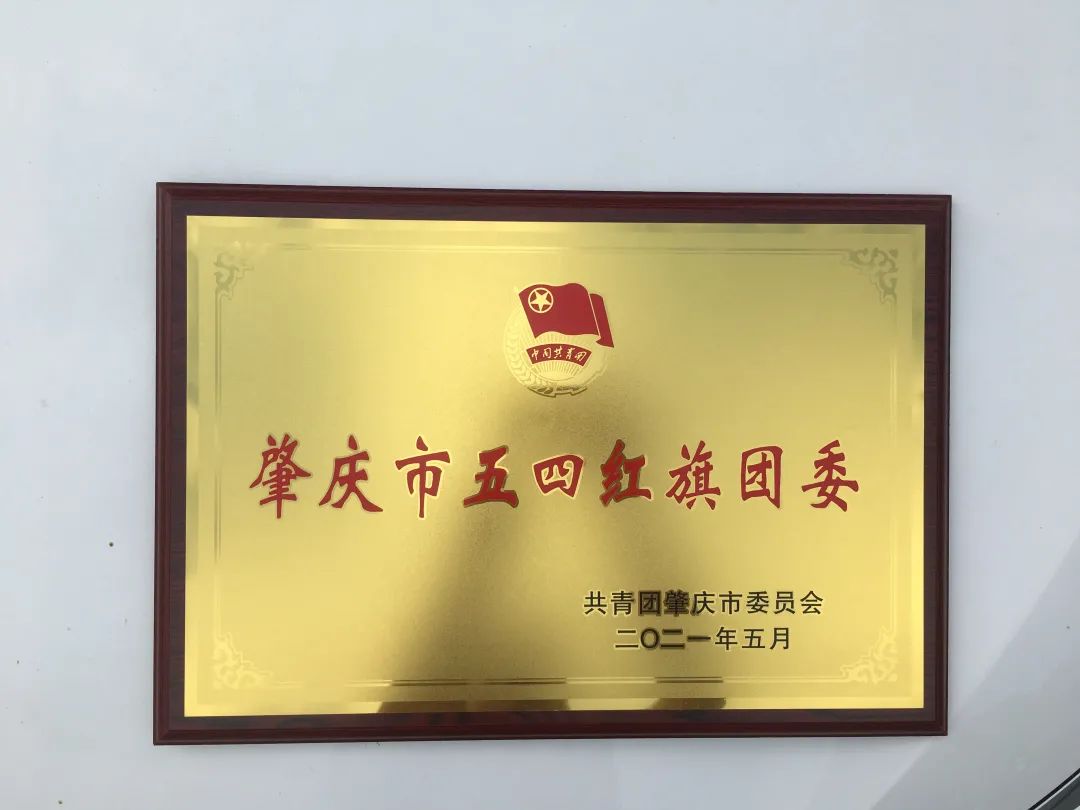 中国共青团
肇庆市五四红旗团委
共青团肇庆市委员会
二〇二一年五月